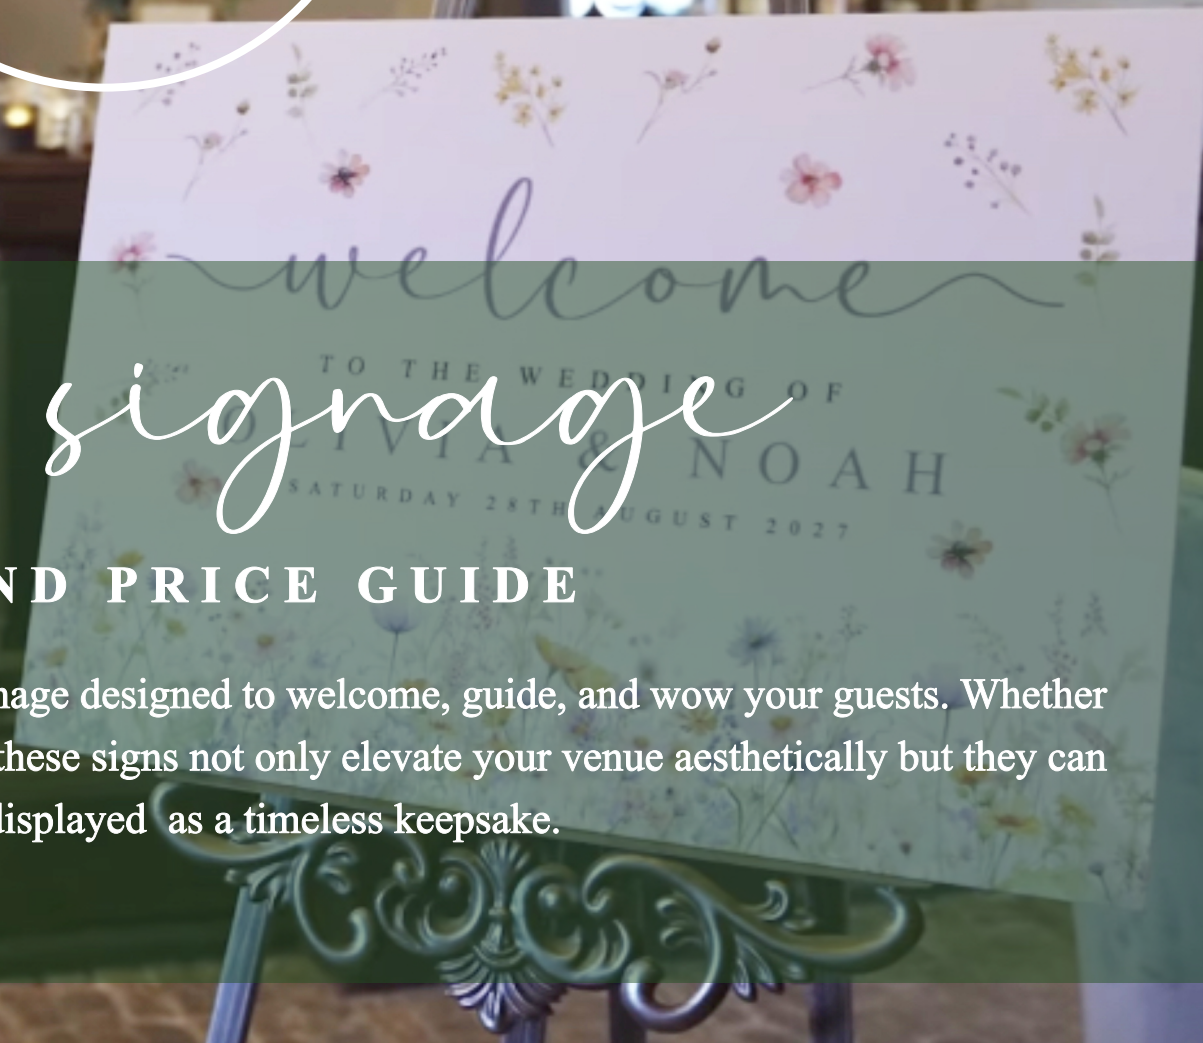 welcome
TO THE WEDDING OF
OLIVIA & NOAH
SATURDAY 28TH AUGUST 2027
signage
ND PRICE GUIDE
nage designed to welcome, guide, and wow your guests. Whether
these signs not only elevate your venue aesthetically but they can
displayed as a timeless keepsake.